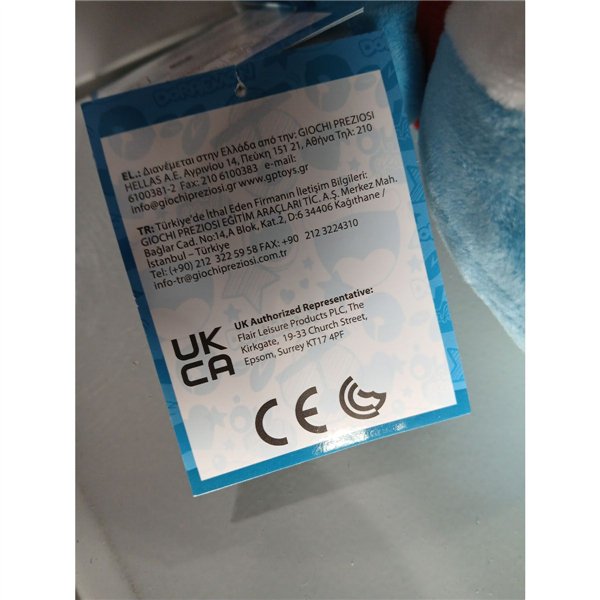 DORAEMON
EL.: Διανέμεται στην Ελλάδα από την: GIOCHI PREZIOSI
HELLAS A.E. Αγρινίου 14, Πεύκη 151 21, Αθήνα Τηλ: 210
6100381-2 Fax: 210 6100383 e-mail:
info@giochipreziosi.gr www.gptoys.gr
TR: Türkiye'de İthal Eden Firmanın İletişim Bilgileri:
GIOCHI PREZIOSI EĞİTİM ARAÇLARI TİC. A.Ş. Merkez Mah.
Bağlar Cad. No:14,A Blok, Kat.2, D:6 34406 Kağıthane /
İstanbul – Türkiye
Tel: (+90) 212 322 59 58 FAX: +90 212 3224310
info-tr@giochipreziosi.com.tr
UK Authorized Representative:
Flair Leisure Products PLC, The
Kirkgate, 19-33 Church Street,
Epsom, Surrey KT17 4PF
UK
CA
CE